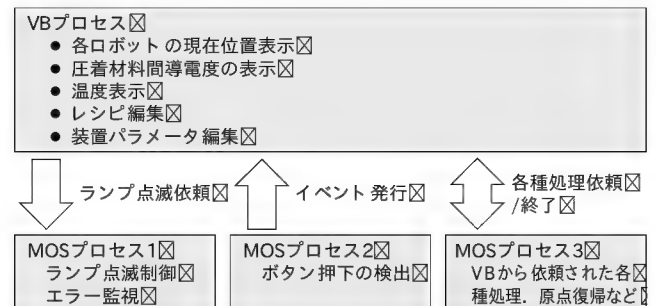 VBプロセス
● 各ロボットの現在位置表示
● 圧着材料間導電度の表示
● 温度表示
● レシピ編集
● 装置パラメータ編集
ランプ点滅依頼
イベント発行
各種処理依頼
/終了
MOSプロセス1
ランプ点滅制御
エラー監視
MOSプロセス2
ボタン押下の検出
MOSプロセス3
VBから依頼された各
種処理．原点復帰など